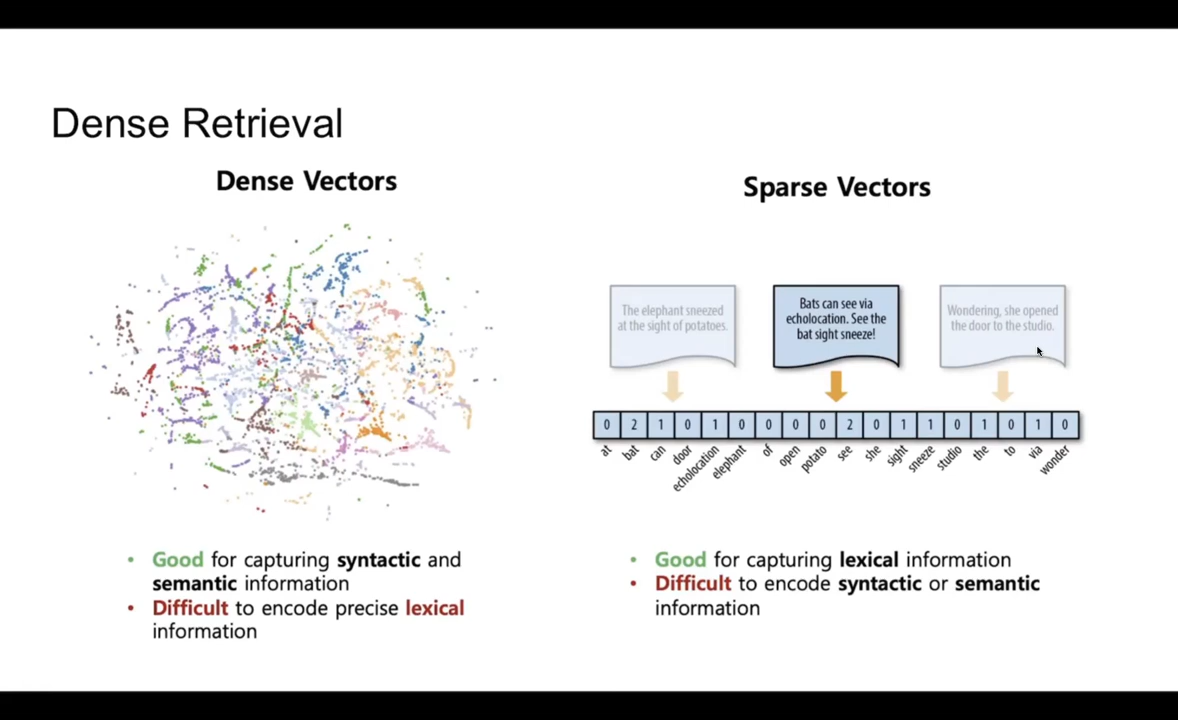 Dense Retrieval
Dense Vectors
• Good for capturing syntactic and
semantic information
• Difficult to encode precise lexical
information
Sparse Vectors
The elephant sneezed
at the sight of potatoes.
Bats can see via
echolocation. See the
bat sight sneeze!
Wondering, she opened
the door to the studio.
0 2 1 0 1 0 0 0 0 2 0 1 1 0 1 0 1 0
at bat can door echolocation elephant of open potato see she sight sneeze studio the to via wonder
• Good for capturing lexical information
• Difficult to encode syntactic or semantic
information